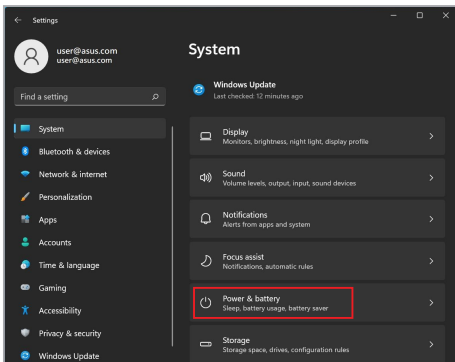 Settings
user@asus.com
user@asus.com
Find a setting
System
Bluetooth & devices
Network & internet
Personalization
Apps
Accounts
Time & language
Gaming
Accessibility
Privacy & security
Windows Update
System
Windows Update
Last checked: 12 minutes ago
Display
Monitors, brightness, night light, display profile
Sound
Volume levels, output, input, sound devices
Notifications
Alerts from apps and system
Focus assist
Notifications, automatic rules
Power & battery
Sleep, battery usage, battery saver
Storage
Storage space, drives, configuration rules